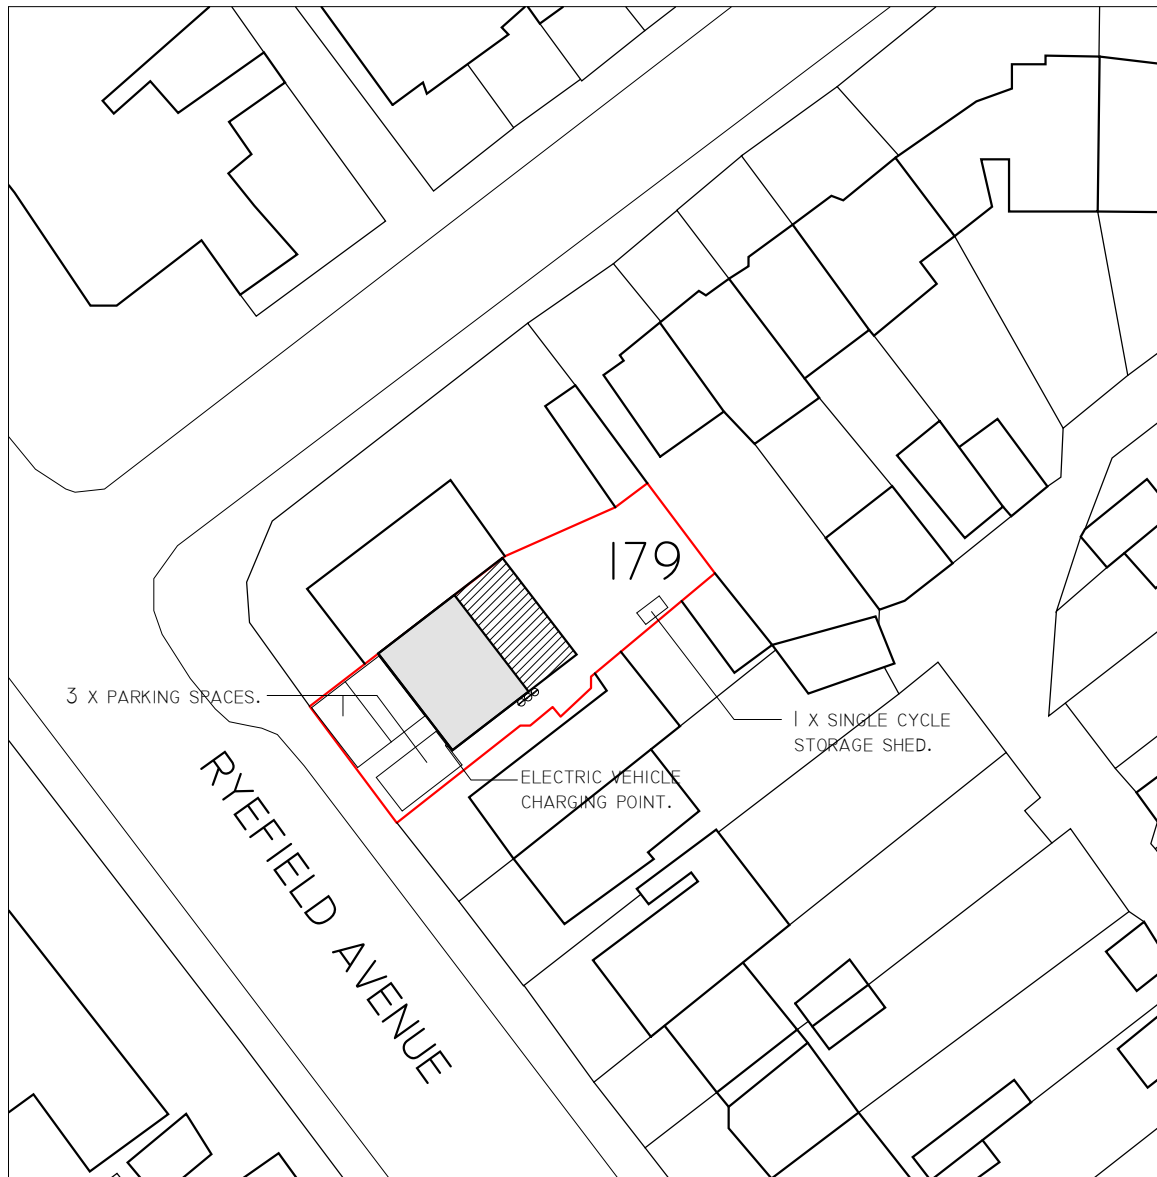 179
3 X PARKING SPACES.
1 X SINGLE CYCLE
STORAGE SHED.
ELECTRIC VEHICLE
CHARGING POINT.
RYEFIELD AVENUE